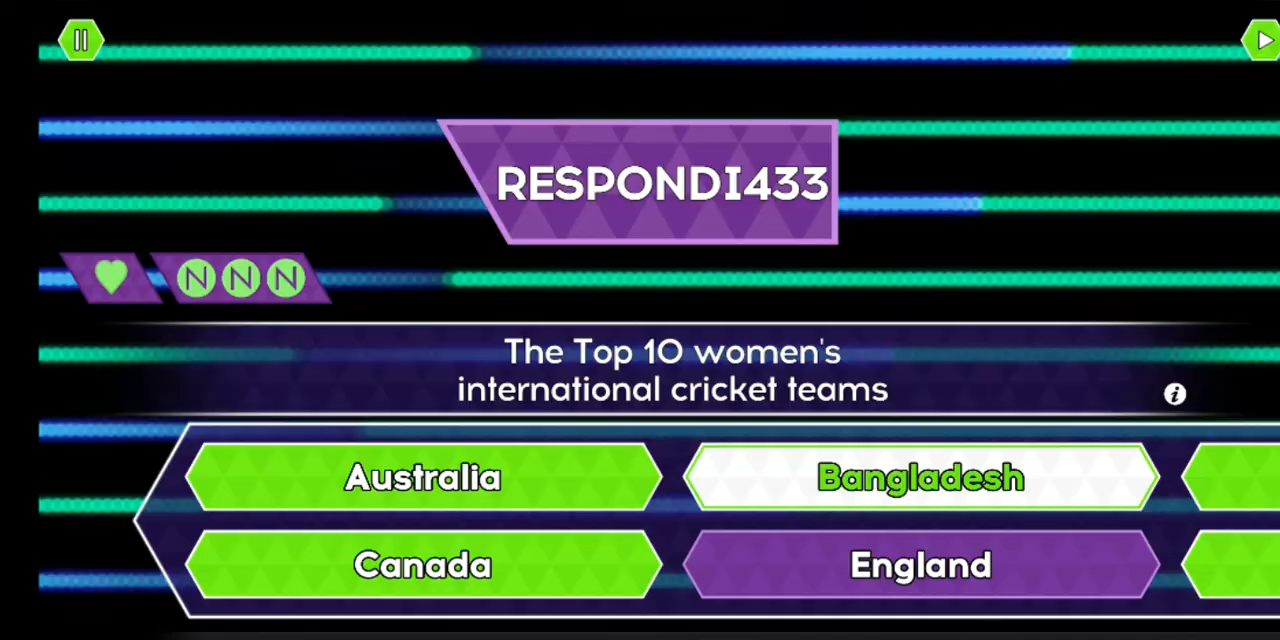 RESPONDI433
N N N
The Top 10 women's
international cricket teams
i
Australia
Bangladesh
Canada
England